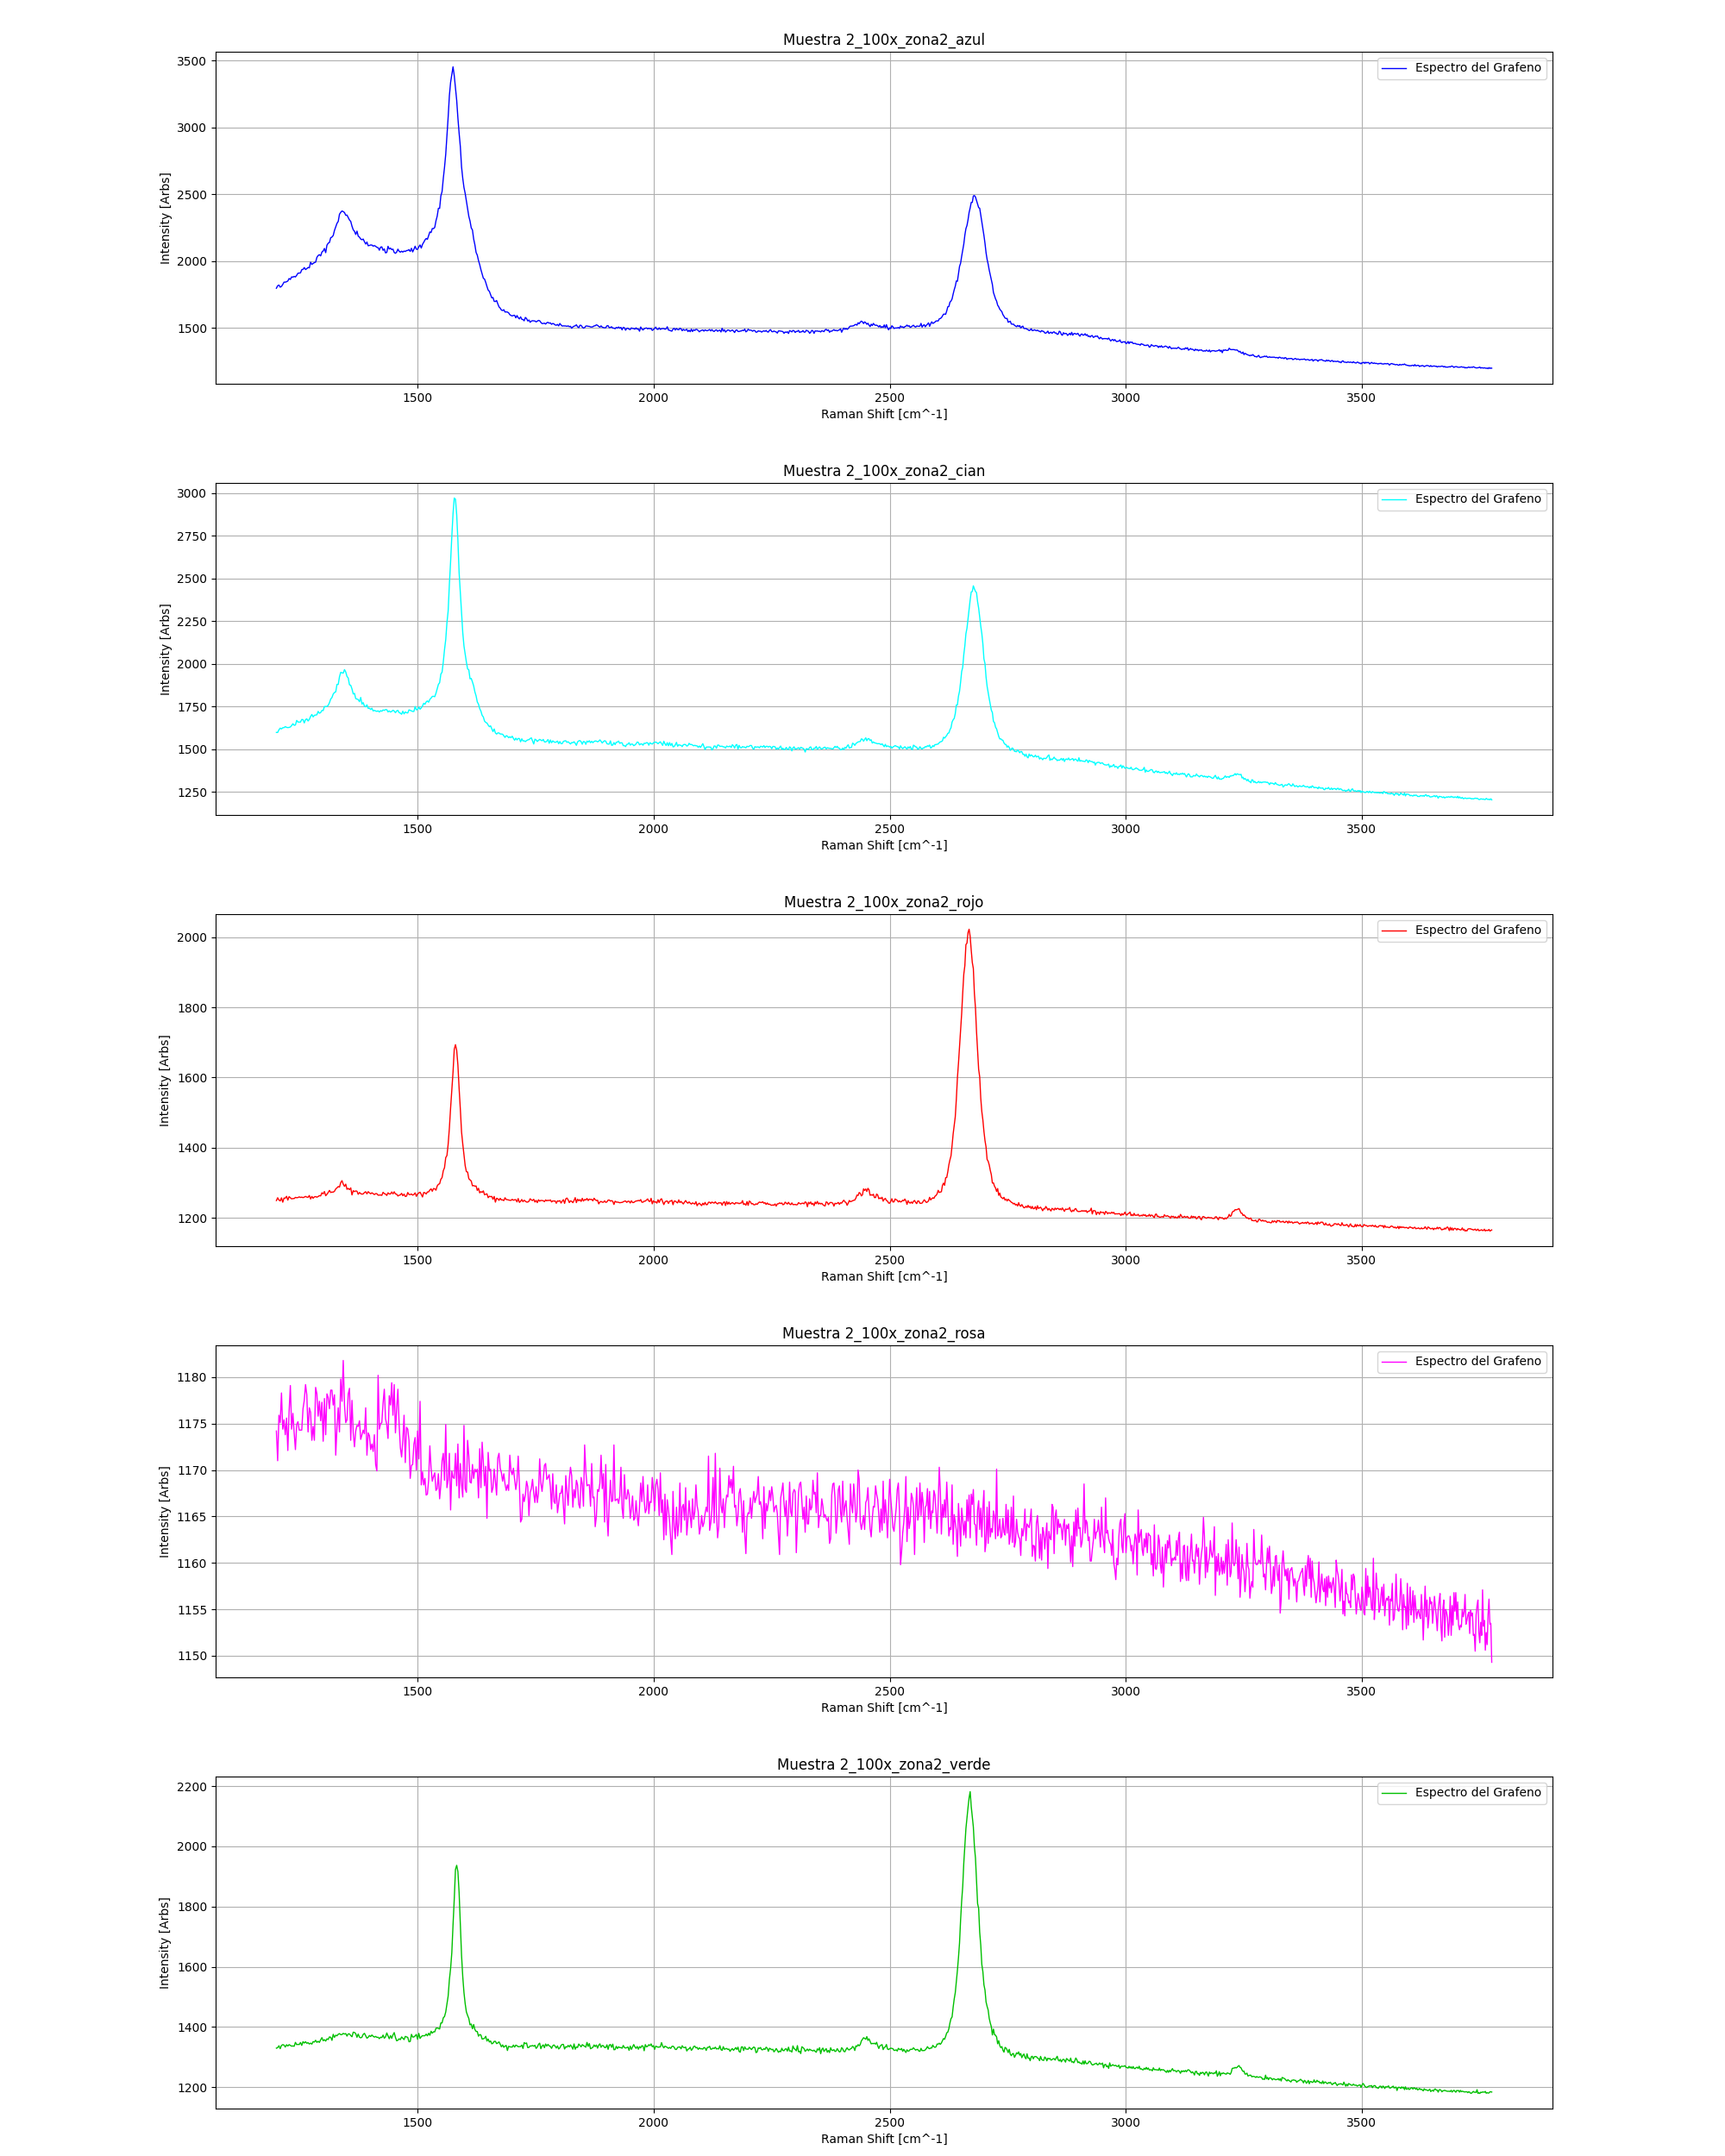 Muestra 2_100x_zona2_azul
Espectro del Grafeno
3500
3000
2500
2000
1500
Intensity [Arbs]
1500 2000 2500 3000 3500
Raman Shift [cm^-1]
Muestra 2_100x_zona2_cian
Espectro del Grafeno
3000
2750
2500
2250
2000
1750
1500
1250
Intensity [Arbs]
1500 2000 2500 3000 3500
Raman Shift [cm^-1]
Muestra 2_100x_zona2_rojo
Espectro del Grafeno
2000
1800
1600
1400
1200
Intensity [Arbs]
1500 2000 2500 3000 3500
Raman Shift [cm^-1]
Muestra 2_100x_zona2_rosa
Espectro del Grafeno
1180
1175
1170
1165
1160
1155
1150
Intensity [Arbs]
1500 2000 2500 3000 3500
Raman Shift [cm^-1]
Muestra 2_100x_zona2_verde
Espectro del Grafeno
2200
2000
1800
1600
1400
1200
Intensity [Arbs]
1500 2000 2500 3000 3500
Raman Shift [cm^-1]